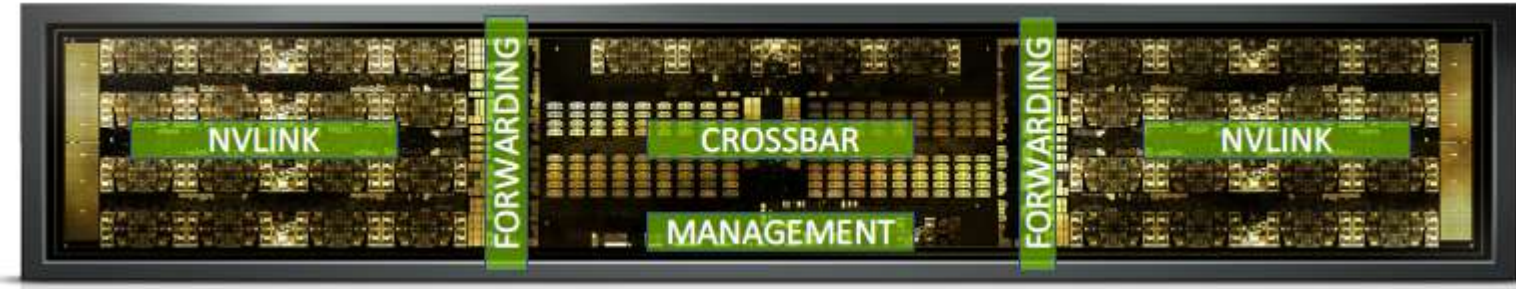 NVLINK
FORWARDING
CROSSBAR
MANAGEMENT
FORWARDING
NVLINK